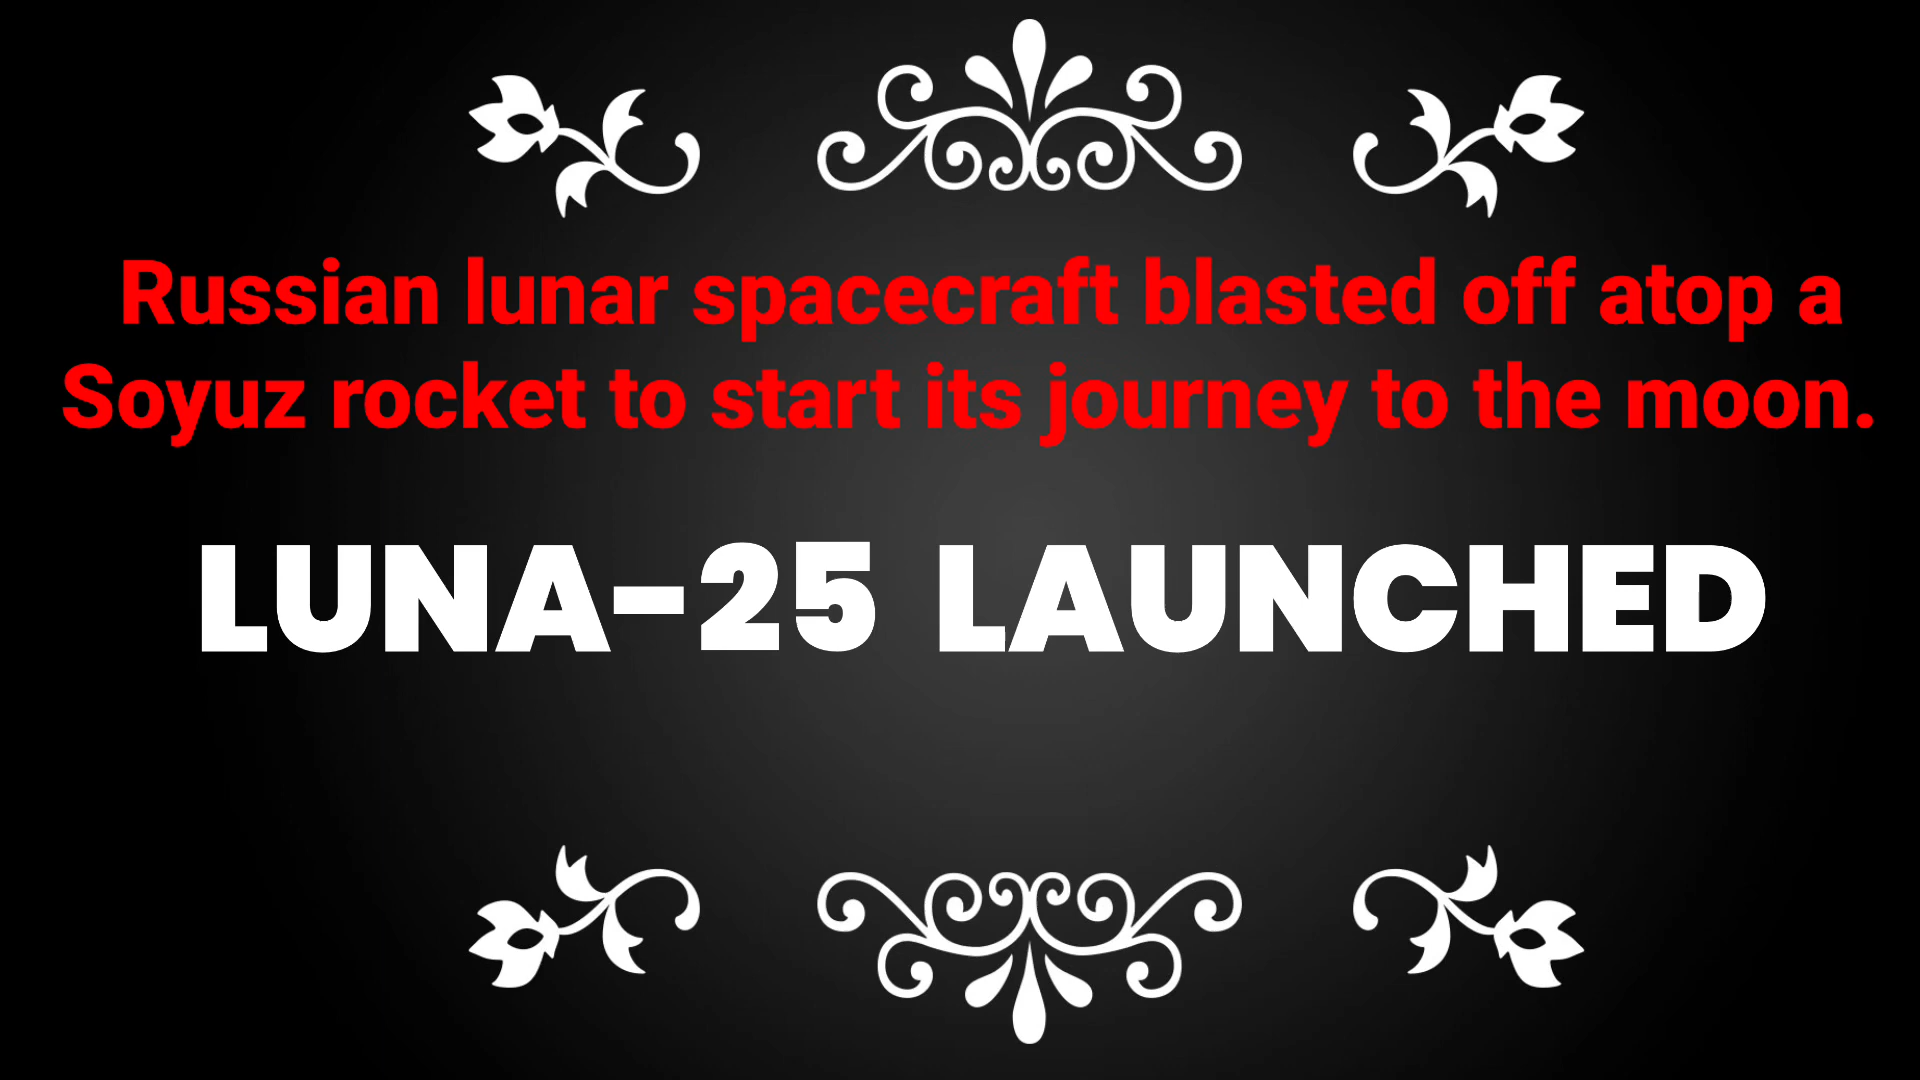 Russian lunar spacecraft blasted off atop a
Soyuz rocket to start its journey to the moon.
LUNA-25 LAUNCHED